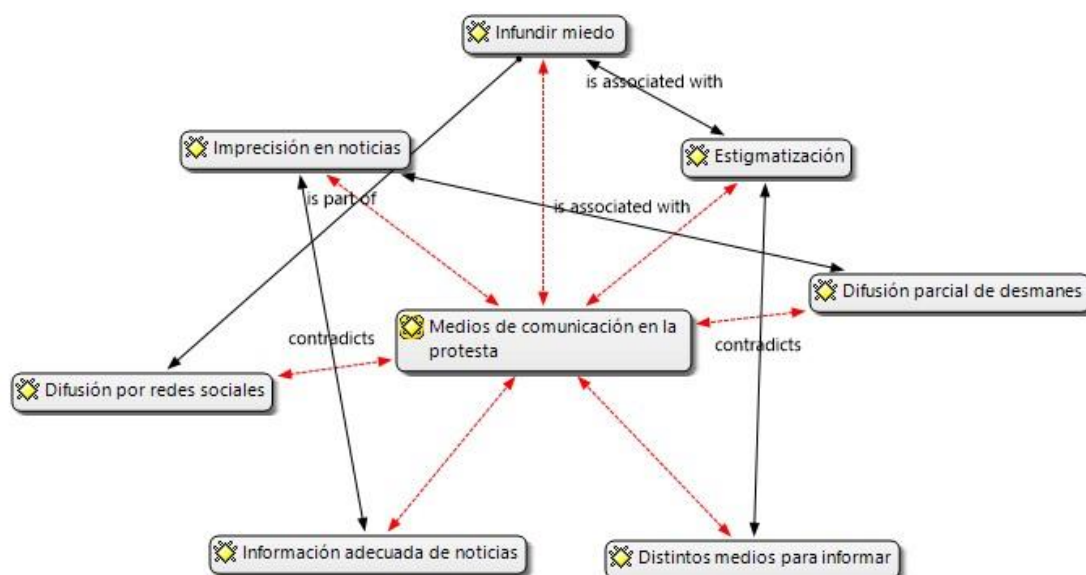 Infundir miedo
is associated with
Imprecisión en noticias
Estigmatización
is part of
is associated with
Difusión parcial de desmanes
Medios de comunicación en la
protesta
contradicts
contradicts
Difusión por redes sociales
Información adecuada de noticias
Distintos medios para informar